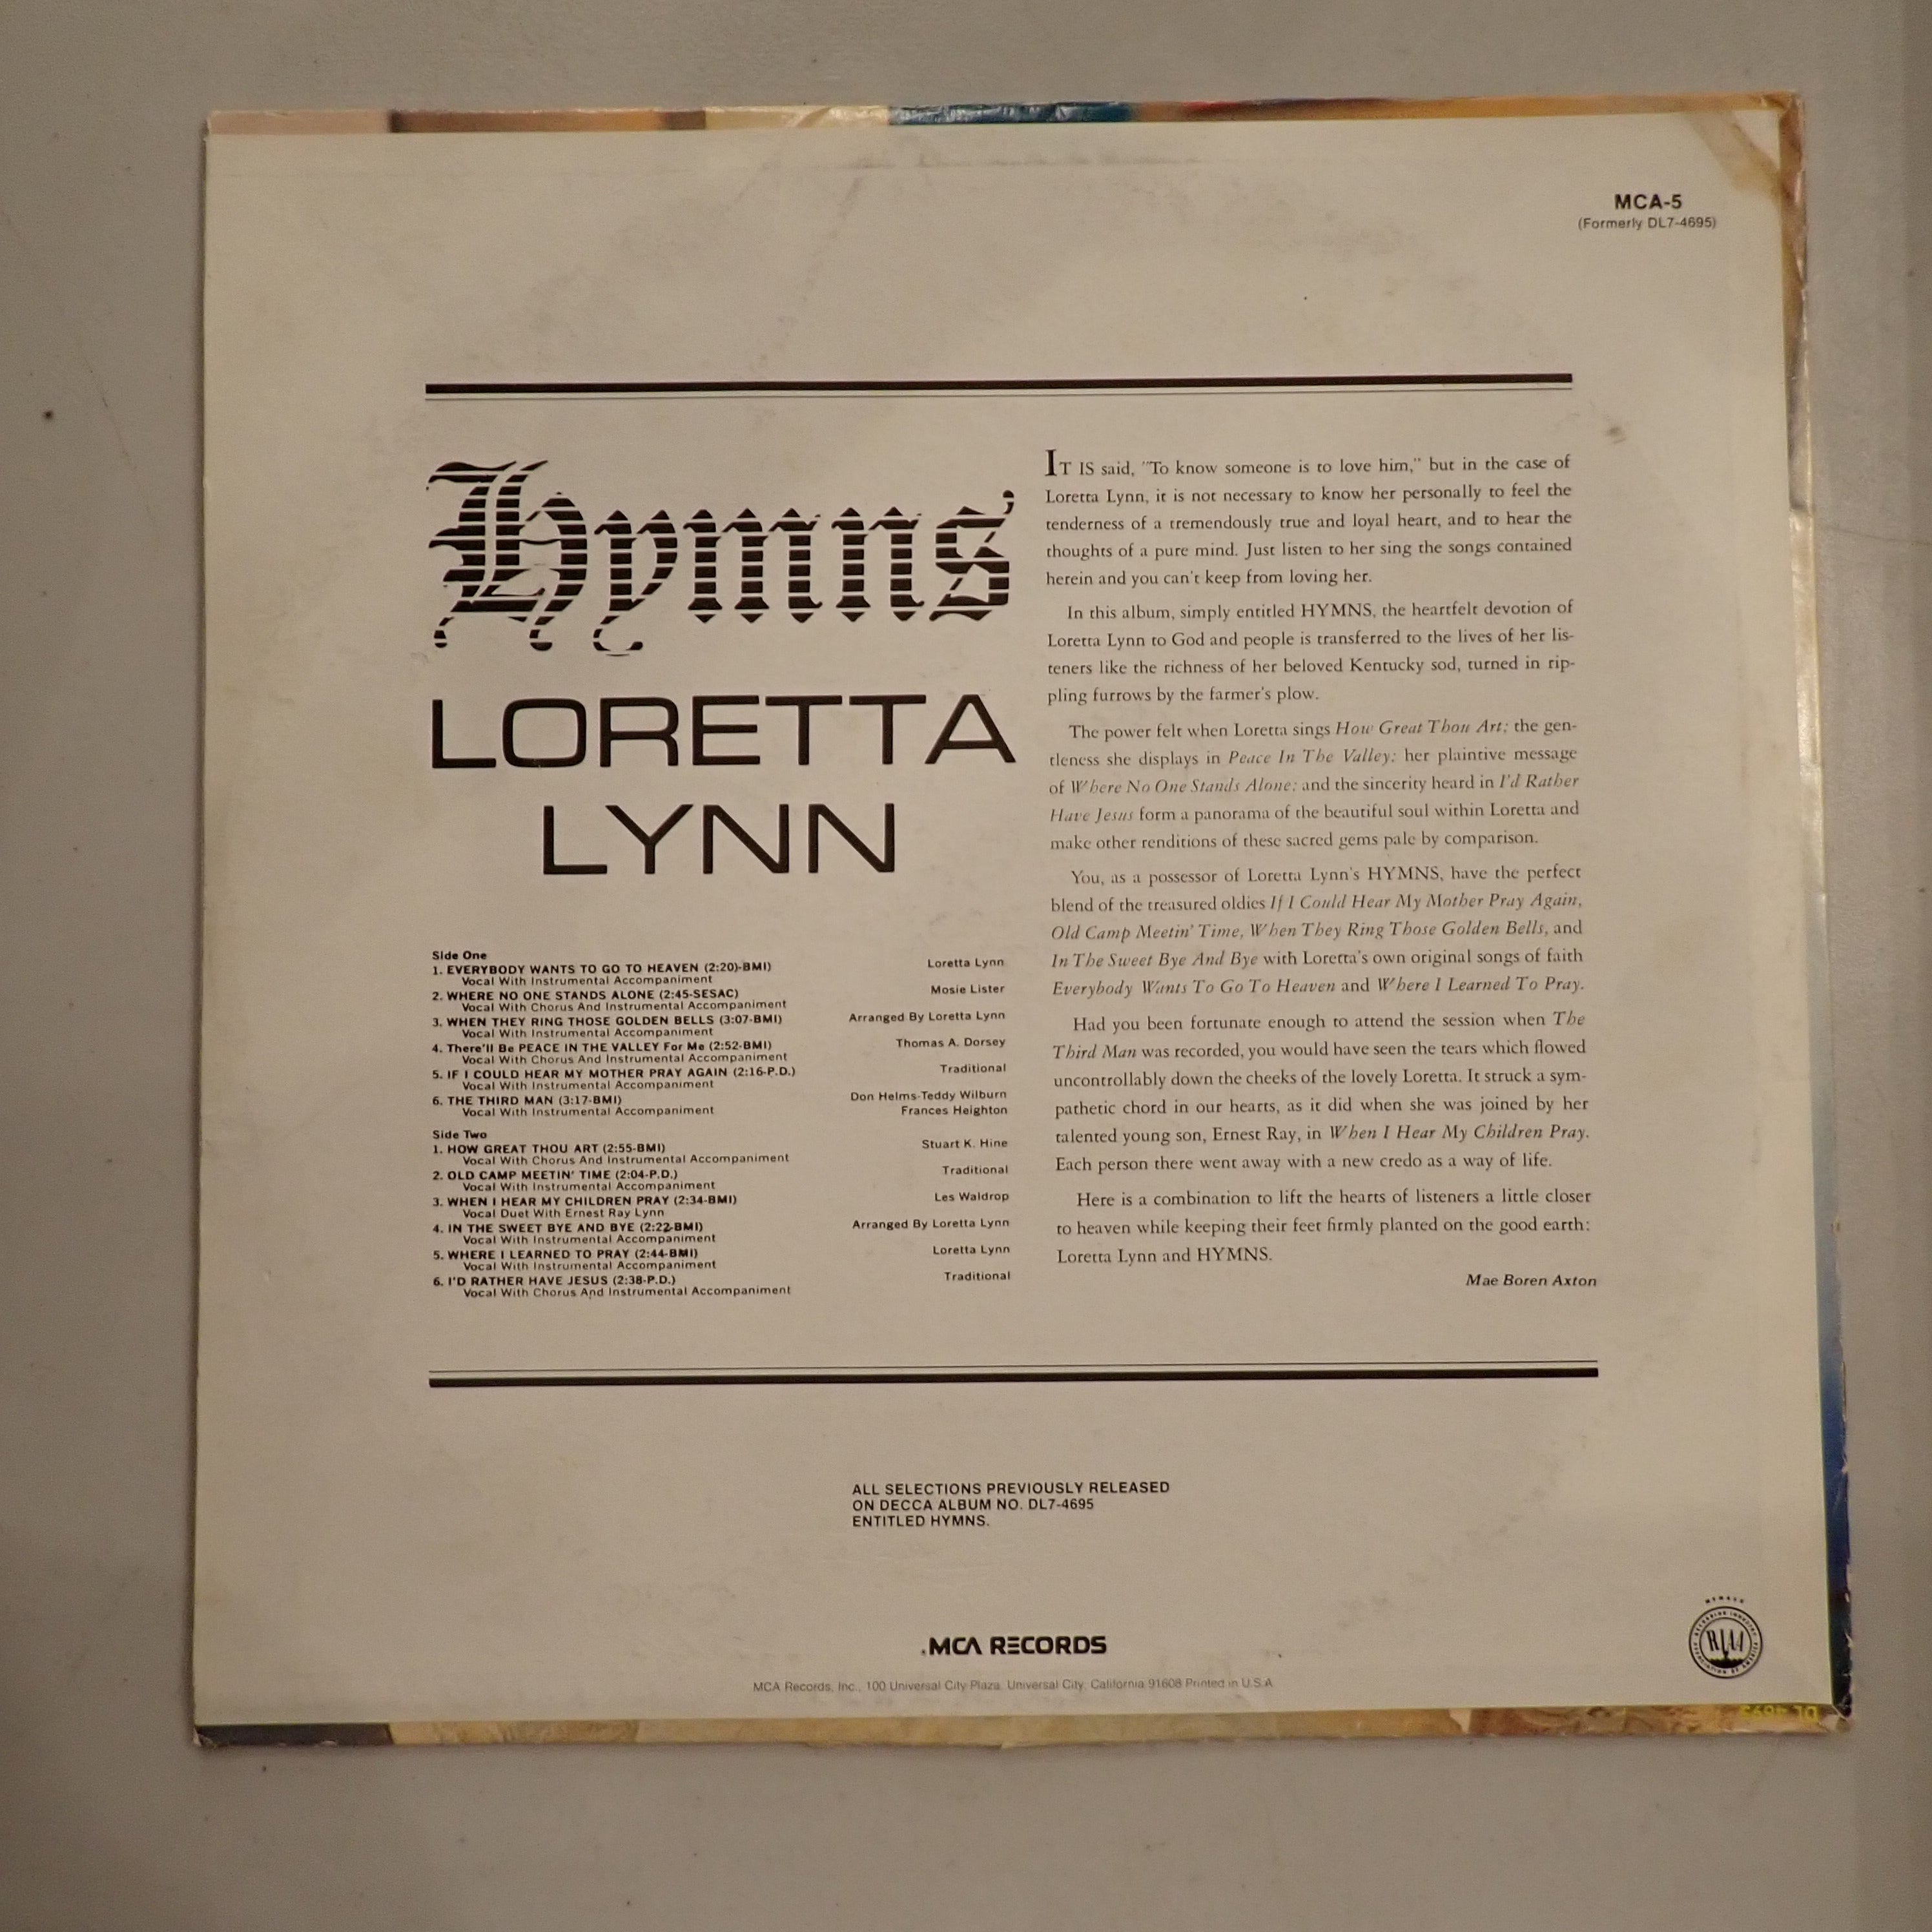 MCA-5
(Formerly DL7-4695)
Hymns
LORETTA
LYNN
Side One
1. EVERYBODY WANTS TO GO TO HEAVEN (2:20)-BMI) Loretta Lynn
Vocal With Instrumental Accompaniment
2. WHERE NO ONE STANDS ALONE (2:45-SESAC) Mosie Lister
Vocal With Chorus And Instrumental Accompaniment
3. WHEN THEY RING THOSE GOLDEN BELLS (3:07-BMI) Arranged By Loretta Lynn
Vocal With Instrumental Accompaniment
4. There'll Be PEACE IN THE VALLEY For Me (2:52-BMI) Thomas A. Dorsey
Vocal With Chorus And Instrumental Accompaniment
5. IF I COULD HEAR MY MOTHER PRAY AGAIN (2:16-P.D.) Traditional
Vocal With Instrumental Accompaniment
6. THE THIRD MAN (3:17-BMI) Don Helms-Teddy Wilburn
Vocal With Instrumental Accompaniment Frances Heighton
Side Two
1. HOW GREAT THOU ART (2:55-BMI) Stuart K. Hine
Vocal With Chorus And Instrumental Accompaniment
2. OLD CAMP MEETIN' TIME (2:04-P.D.) Traditional
Vocal With Instrumental Accompaniment
3. WHEN I HEAR MY CHILDREN PRAY (2:34-BMI) Les Waldrop
Vocal Duet With Ernest Ray Lynn
4. IN THE SWEET BYE AND BYE (2:22-BMI) Arranged By Loretta Lynn
Vocal With Instrumental Accompaniment
5. WHERE I LEARNED TO PRAY (2:44-BMI) Loretta Lynn
Vocal With Instrumental Accompaniment
6. I'D RATHER HAVE JESUS (2:38-P.D.) Traditional
Vocal With Chorus And Instrumental Accompaniment
IT IS said, "To know someone is to love him," but in the case of
Loretta Lynn, it is not necessary to know her personally to feel the
tenderness of a tremendously true and loyal heart, and to hear the
thoughts of a pure mind. Just listen to her sing the songs contained
herein and you can't keep from loving her.
In this album, simply entitled HYMNS, the heartfelt devotion of
Loretta Lynn to God and people is transferred to the lives of her lis-
teners like the richness of her beloved Kentucky sod, turned in rip-
pling furrows by the farmer's plow.
The power felt when Loretta sings How Great Thou Art; the gen-
tleness she displays in Peace In The Valley; her plaintive message
of Where No One Stands Alone; and the sincerity heard in I'd Rather
Have Jesus form a panorama of the beautiful soul within Loretta and
make other renditions of these sacred gems pale by comparison.
You, as a possessor of Loretta Lynn's HYMNS, have the perfect
blend of the treasured oldies If I Could Hear My Mother Pray Again,
Old Camp Meetin' Time, When They Ring Those Golden Bells, and
In The Sweet Bye And Bye with Loretta's own original songs of faith
Everybody Wants To Go To Heaven and Where I Learned To Pray.
Had you been fortunate enough to attend the session when The
Third Man was recorded, you would have seen the tears which flowed
uncontrollably down the cheeks of the lovely Loretta. It struck a sym-
pathetic chord in our hearts, as it did when she was joined by her
talented young son, Ernest Ray, in When I Hear My Children Pray.
Each person there went away with a new credo as a way of life.
Here is a combination to lift the hearts of listeners a little closer
to heaven while keeping their feet firmly planted on the good earth:
Loretta Lynn and HYMNS.
Mae Boren Axton
ALL SELECTIONS PREVIOUSLY RELEASED
ON DECCA ALBUM NO. DL7-4695
ENTITLED HYMNS.
MCA RECORDS
MCA Records, Inc., 100 Universal City Plaza, Universal City, California 91608 Printed in U.S.A.
MEMBER
RECORDING INDUSTRY ASSOCIATION OF AMERICA
RIAA
DL 4695